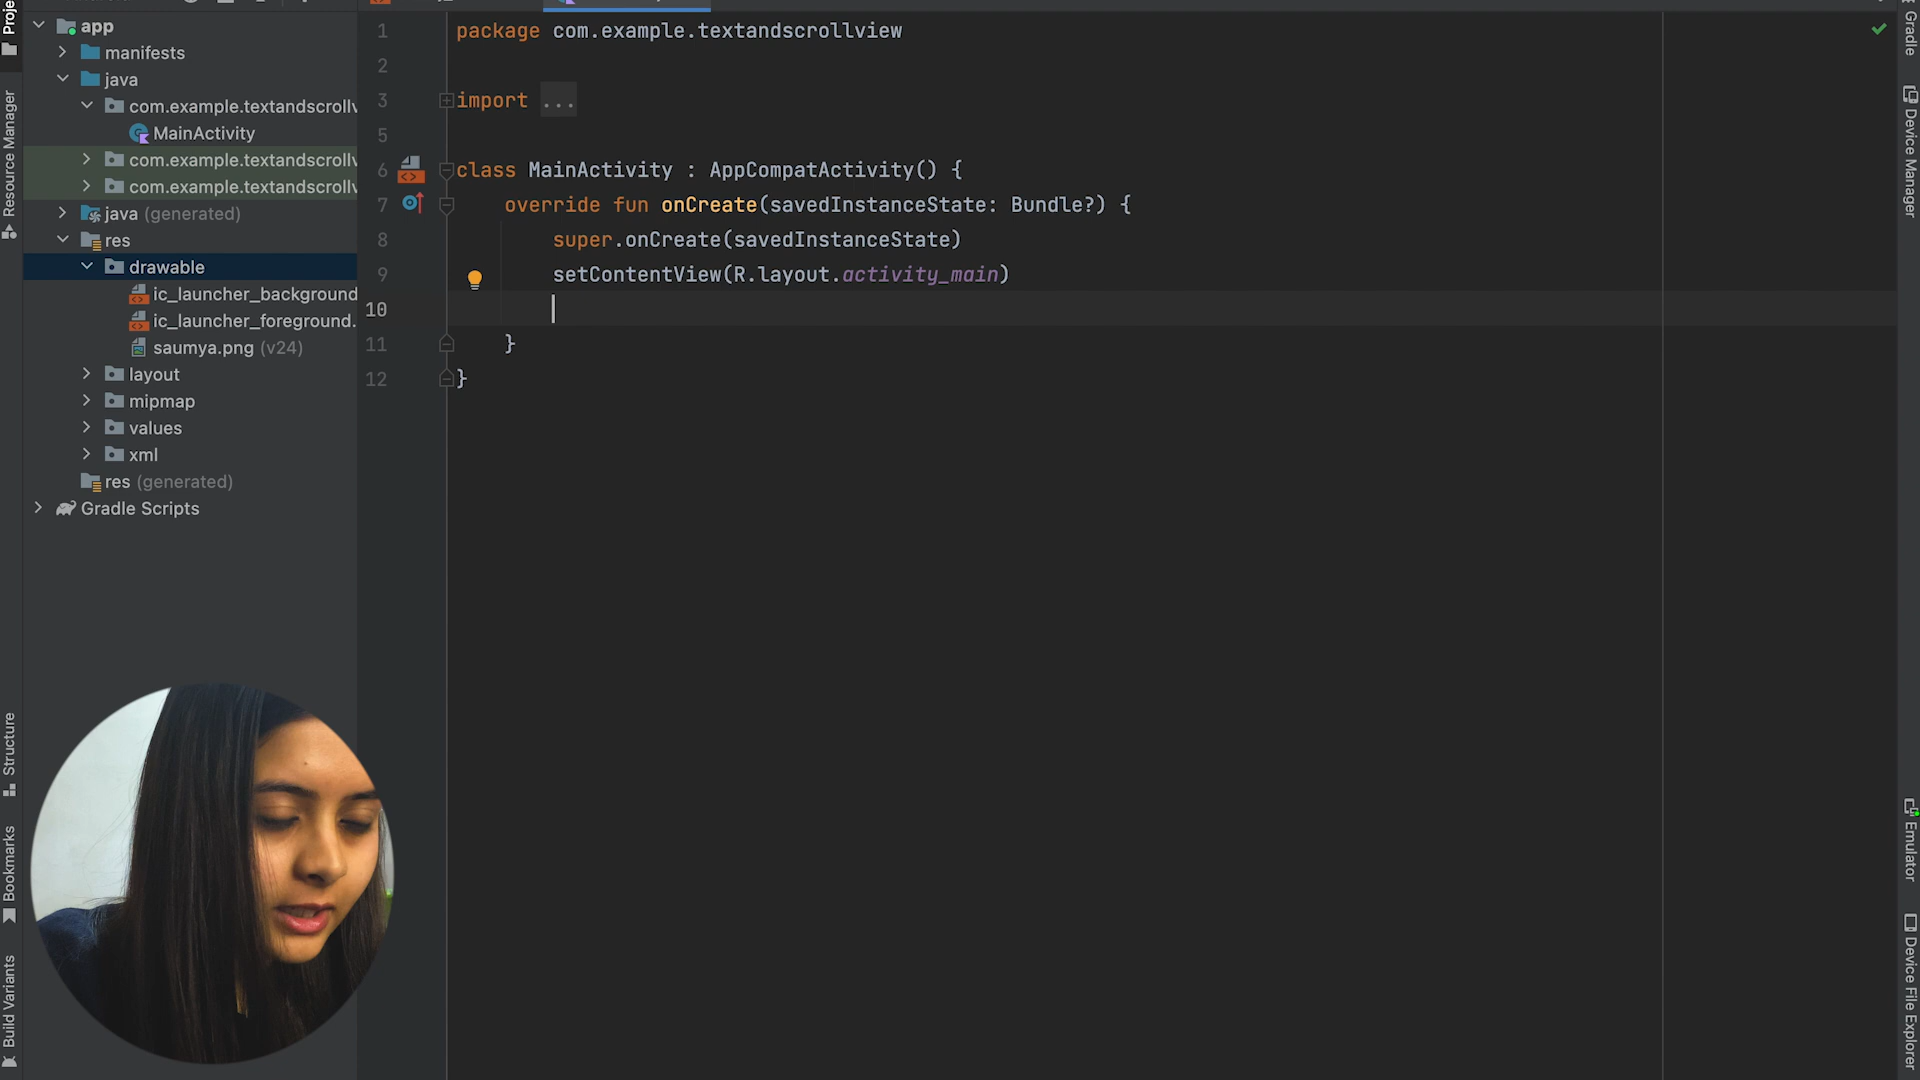 Proje
app
manifests
java
com.example.textandscrollv
MainActivity
com.example.textandscrollv
com.example.textandscrollv
java (generated)
res
drawable
ic_launcher_background
ic_launcher_foreground.
saumya.png (v24)
layout
mipmap
values
xml
res (generated)
Gradle Scripts
Resource Manager
Structure
Bookmarks
Build Variants
1 package com.example.textandscrollview
2
3 import ...
5
6 class MainActivity : AppCompatActivity() {
7 override fun onCreate(savedInstanceState: Bundle?) {
8 super.onCreate(savedInstanceState)
9 setContentView(R.layout.activity_main)
10
11 }
12 }
Gradle
Device Manager
Emulator
Device File Explorer